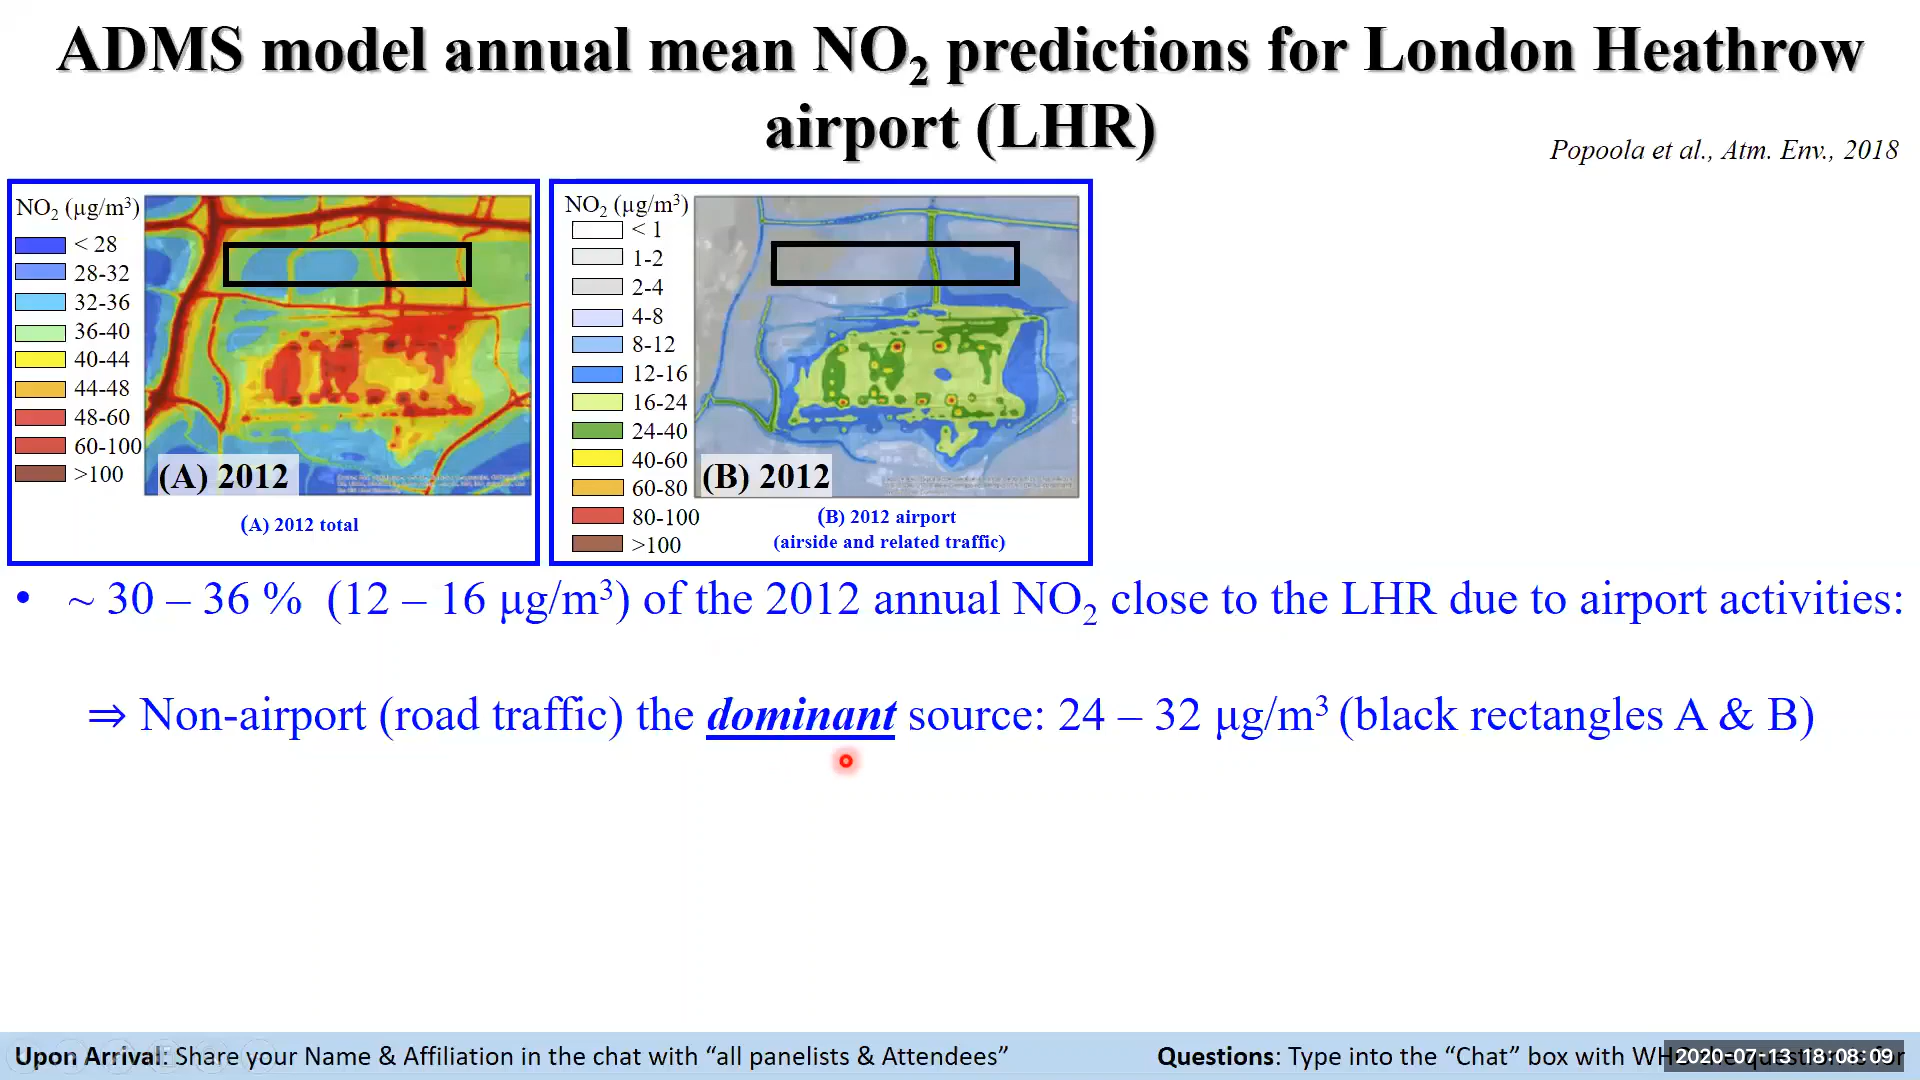 ADMS model annual mean NO₂ predictions for London Heathrow
airport (LHR)
Popoola et al., Atm. Env., 2018
NO₂ (µg/m³)
< 28
28-32
32-36
36-40
40-44
44-48
48-60
60-100
>100
(A) 2012
(A) 2012 total
NO₂ (µg/m³)
< 1
1-2
2-4
4-8
8-12
12-16
16-24
24-40
40-60
60-80
80-100
>100
(B) 2012
(B) 2012 airport
(airside and related traffic)
• ~ 30 – 36 % (12 – 16 µg/m³) of the 2012 annual NO₂ close to the LHR due to airport activities:
⇒ Non-airport (road traffic) the dominant source: 24 – 32 µg/m³ (black rectangles A & B)
Upon Arrival: Share your Name & Affiliation in the chat with “all panelists & Attendees”
Questions: Type into the “Chat” box with
2020-07-13 18:08:09